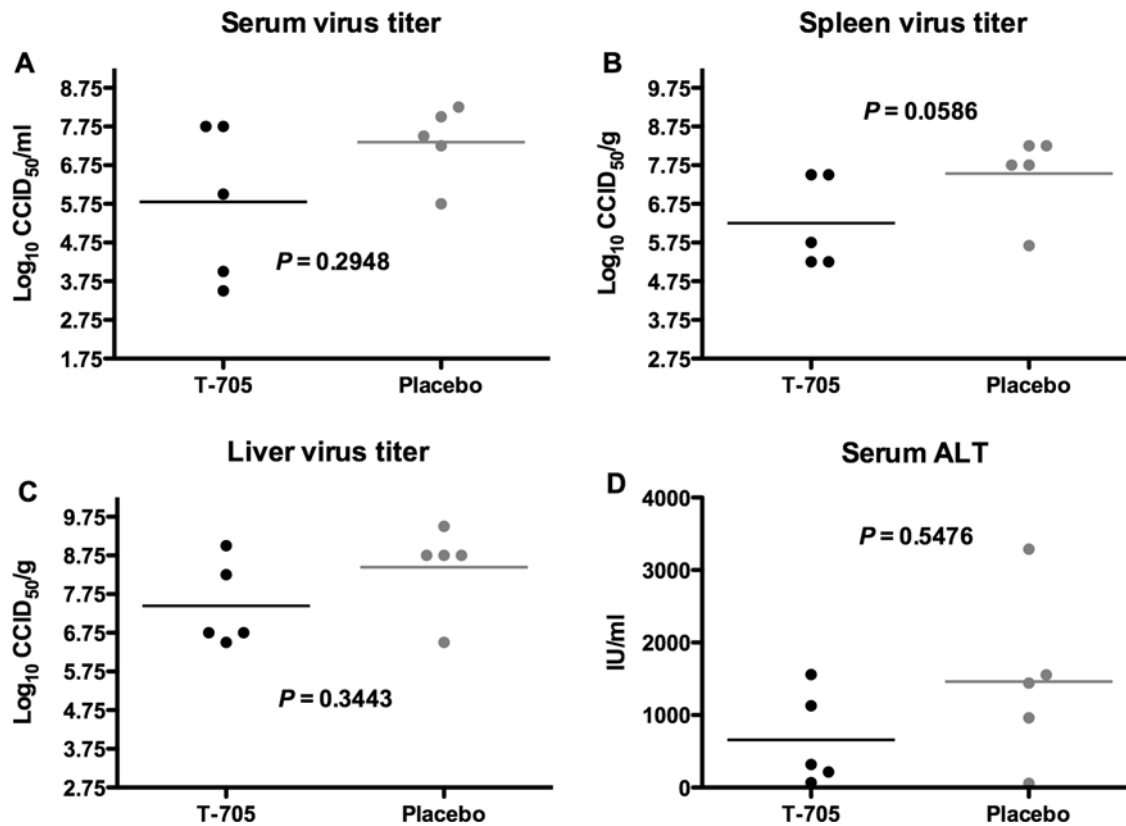 Serum virus titer
A
Log₁₀ CCID₅₀/ml
8.75
7.75
6.75
5.75
4.75
3.75
2.75
1.75
P = 0.2948
T-705 Placebo
Spleen virus titer
B
Log₁₀ CCID₅₀/g
9.75
8.75
7.75
6.75
5.75
4.75
3.75
2.75
P = 0.0586
T-705 Placebo
Liver virus titer
C
Log₁₀ CCID₅₀/g
9.75
8.75
7.75
6.75
5.75
4.75
3.75
2.75
P = 0.3443
T-705 Placebo
Serum ALT
D
IU/ml
4000
3000
2000
1000
0
P = 0.5476
T-705 Placebo